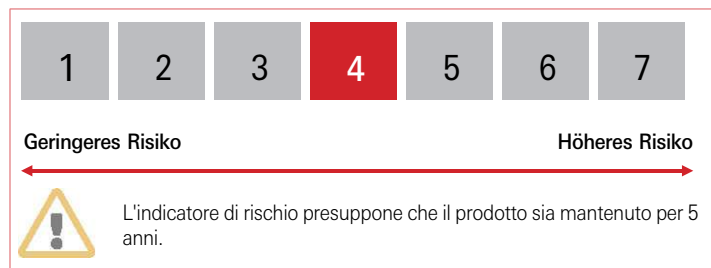 1 2 3 4 5 6 7
Geringeres Risiko Höheres Risiko
L'indicatore di rischio presuppone che il prodotto sia mantenuto per 5
anni.